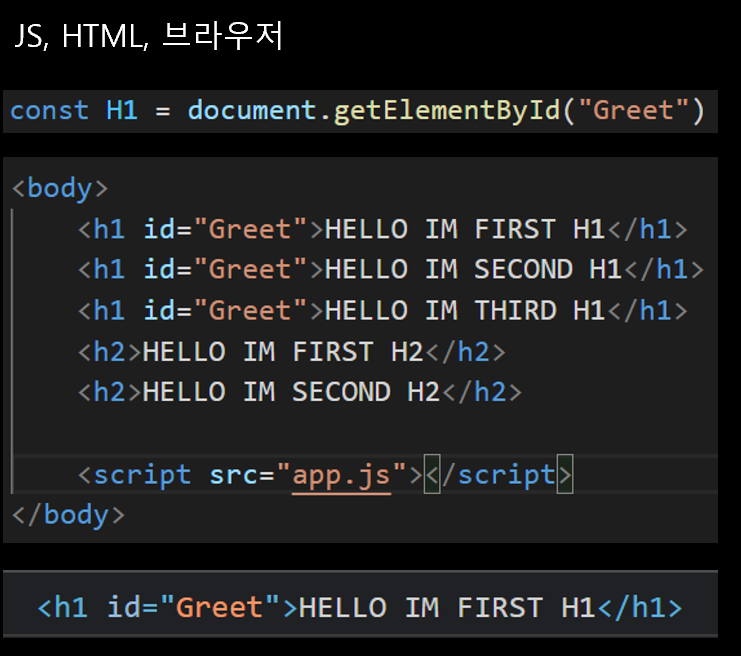 JS, HTML, 브라우저
const H1 = document.getElementById("Greet")
<body>
<h1 id="Greet">HELLO IM FIRST H1</h1>
<h1 id="Greet">HELLO IM SECOND H1</h1>
<h1 id="Greet">HELLO IM THIRD H1</h1>
<h2>HELLO IM FIRST H2</h2>
<h2>HELLO IM SECOND H2</h2>
<script src="app.js"></script>
</body>
<h1 id="Greet">HELLO IM FIRST H1</h1>